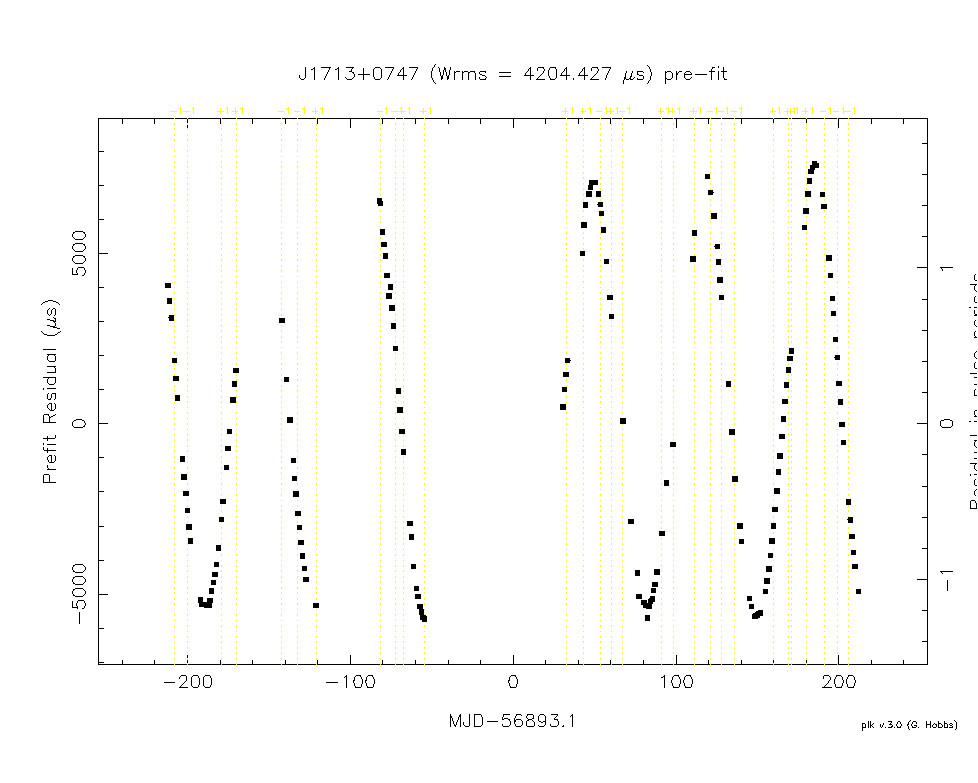 J1713+0747 (Wrms = 4204.427 μs) pre-fit
5000
0
−5000
Prefit Residual (μs)
1
0
−1
Residual in pulse periods
−200
−100
0
100
200
MJD−56893.1
plk v.3.0 (G. Hobbs)